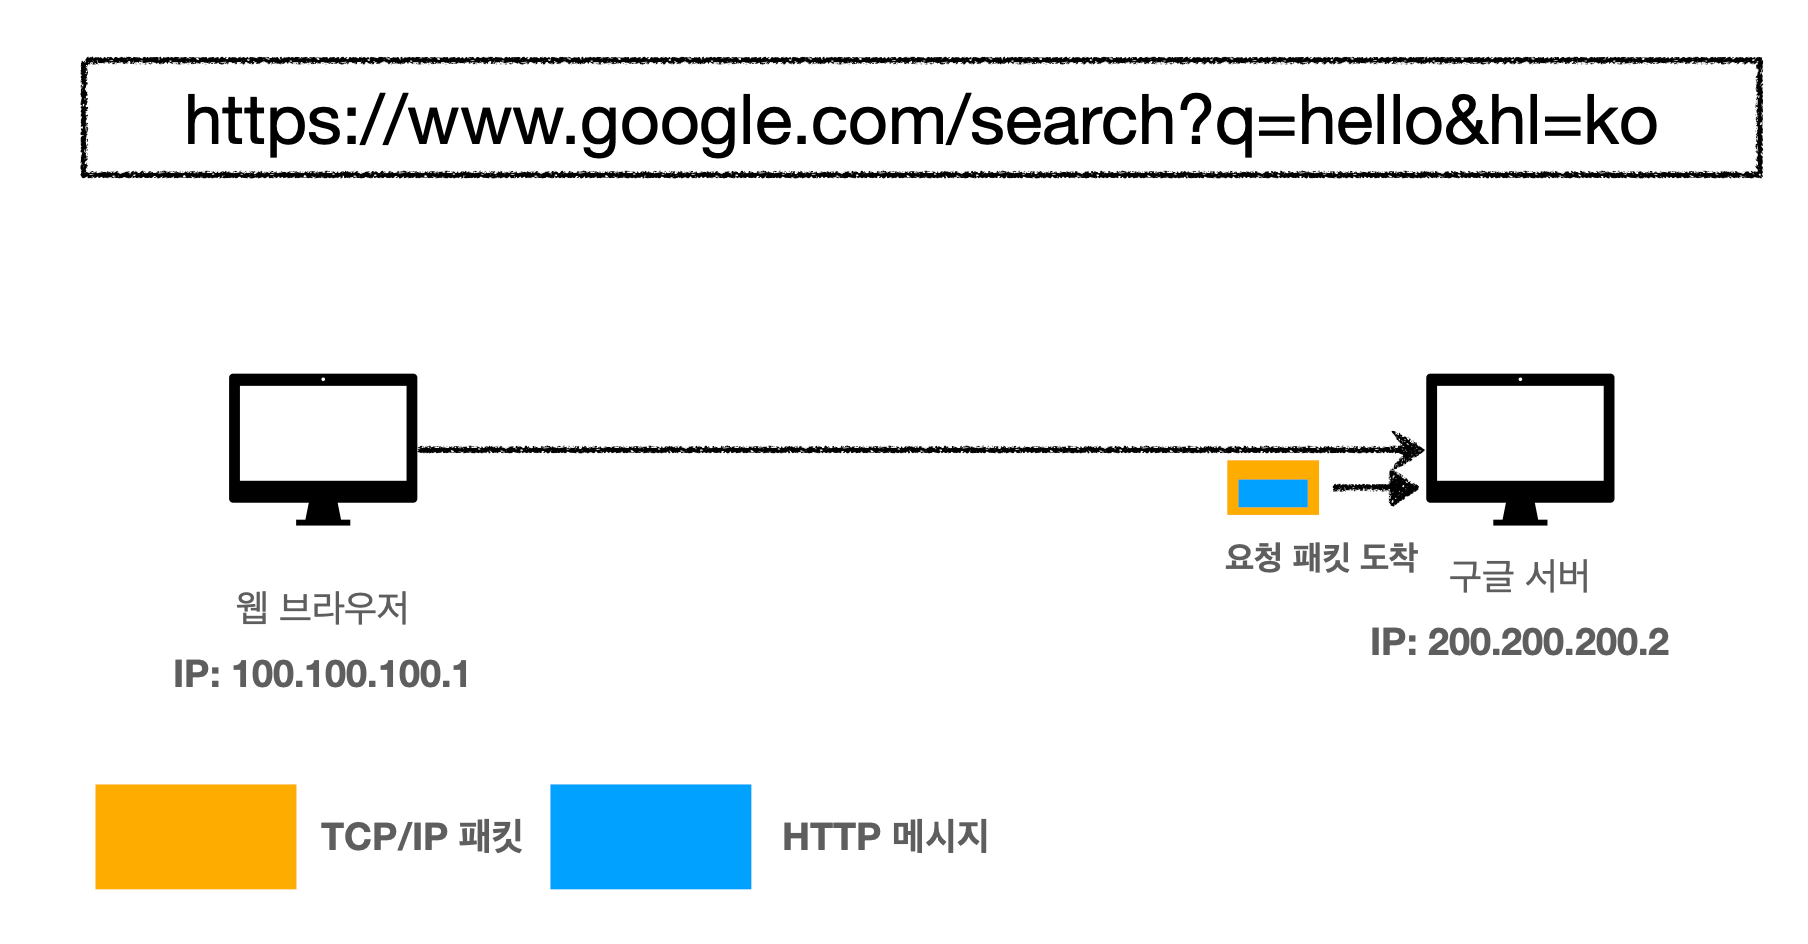 https://www.google.com/search?q=hello&hl=ko
요청 패킷 도착
구글 서버
웹 브라우저
IP: 200.200.200.2
IP: 100.100.100.1
TCP/IP 패킷
HTTP 메시지